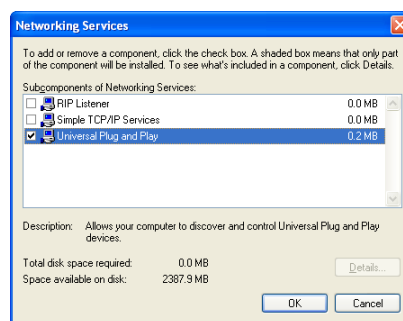 Networking Services
To add or remove a component, click the check box. A shaded box means that only part
of the component will be installed. To see what's included in a component, click Details.
Subcomponents of Networking Services:
RIP Listener 0.0 MB
Simple TCP/IP Services 0.0 MB
Universal Plug and Play 0.2 MB
Description: Allows your computer to discover and control Universal Plug and Play
devices.
Total disk space required: 0.0 MB
Space available on disk: 2387.9 MB
Details...
OK Cancel